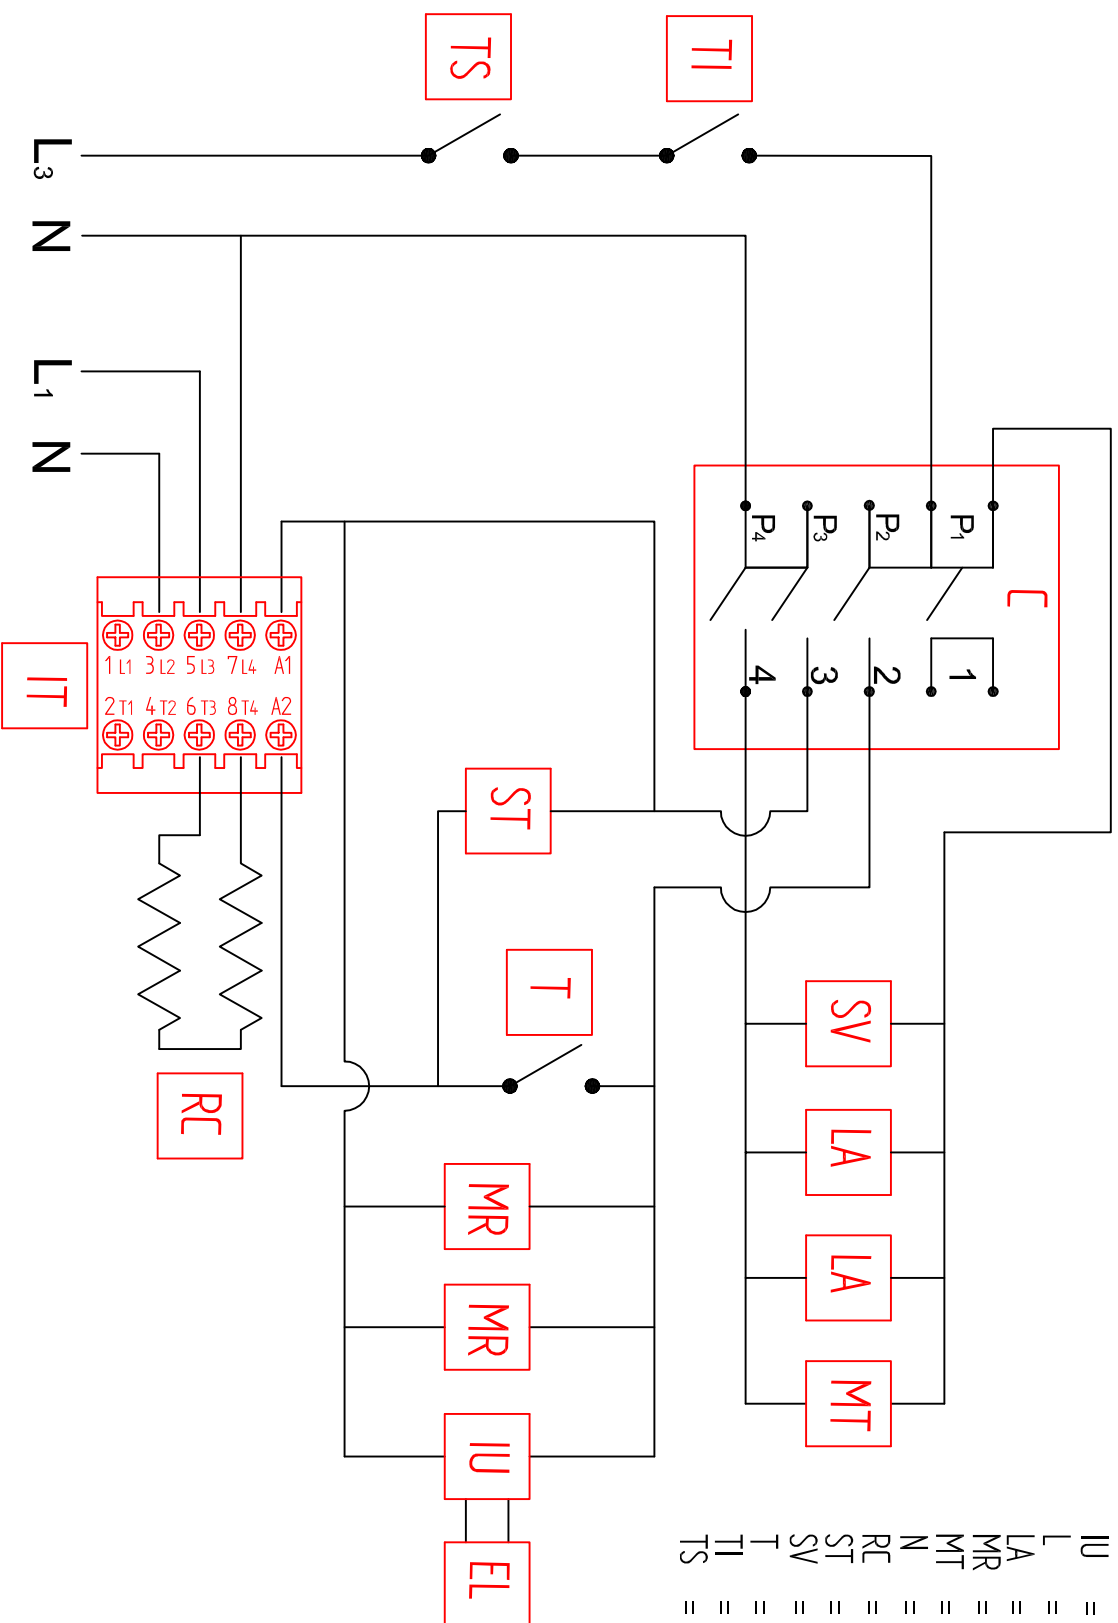 C
P1
P2
P3
P4
1
2
3
4
TI
TS
L3
N
L1
N
SV
LA
LA
MT
ST
T
MR
MR
IU
EL
RC
IT
1 L1 3 L2 5 L3 7 L4 A1
2 T1 4 T2 6 T3 8 T4 A2
IU =
L =
LA =
MR =
MT =
N =
RC =
ST =
SV =
T =
TI =
TS =